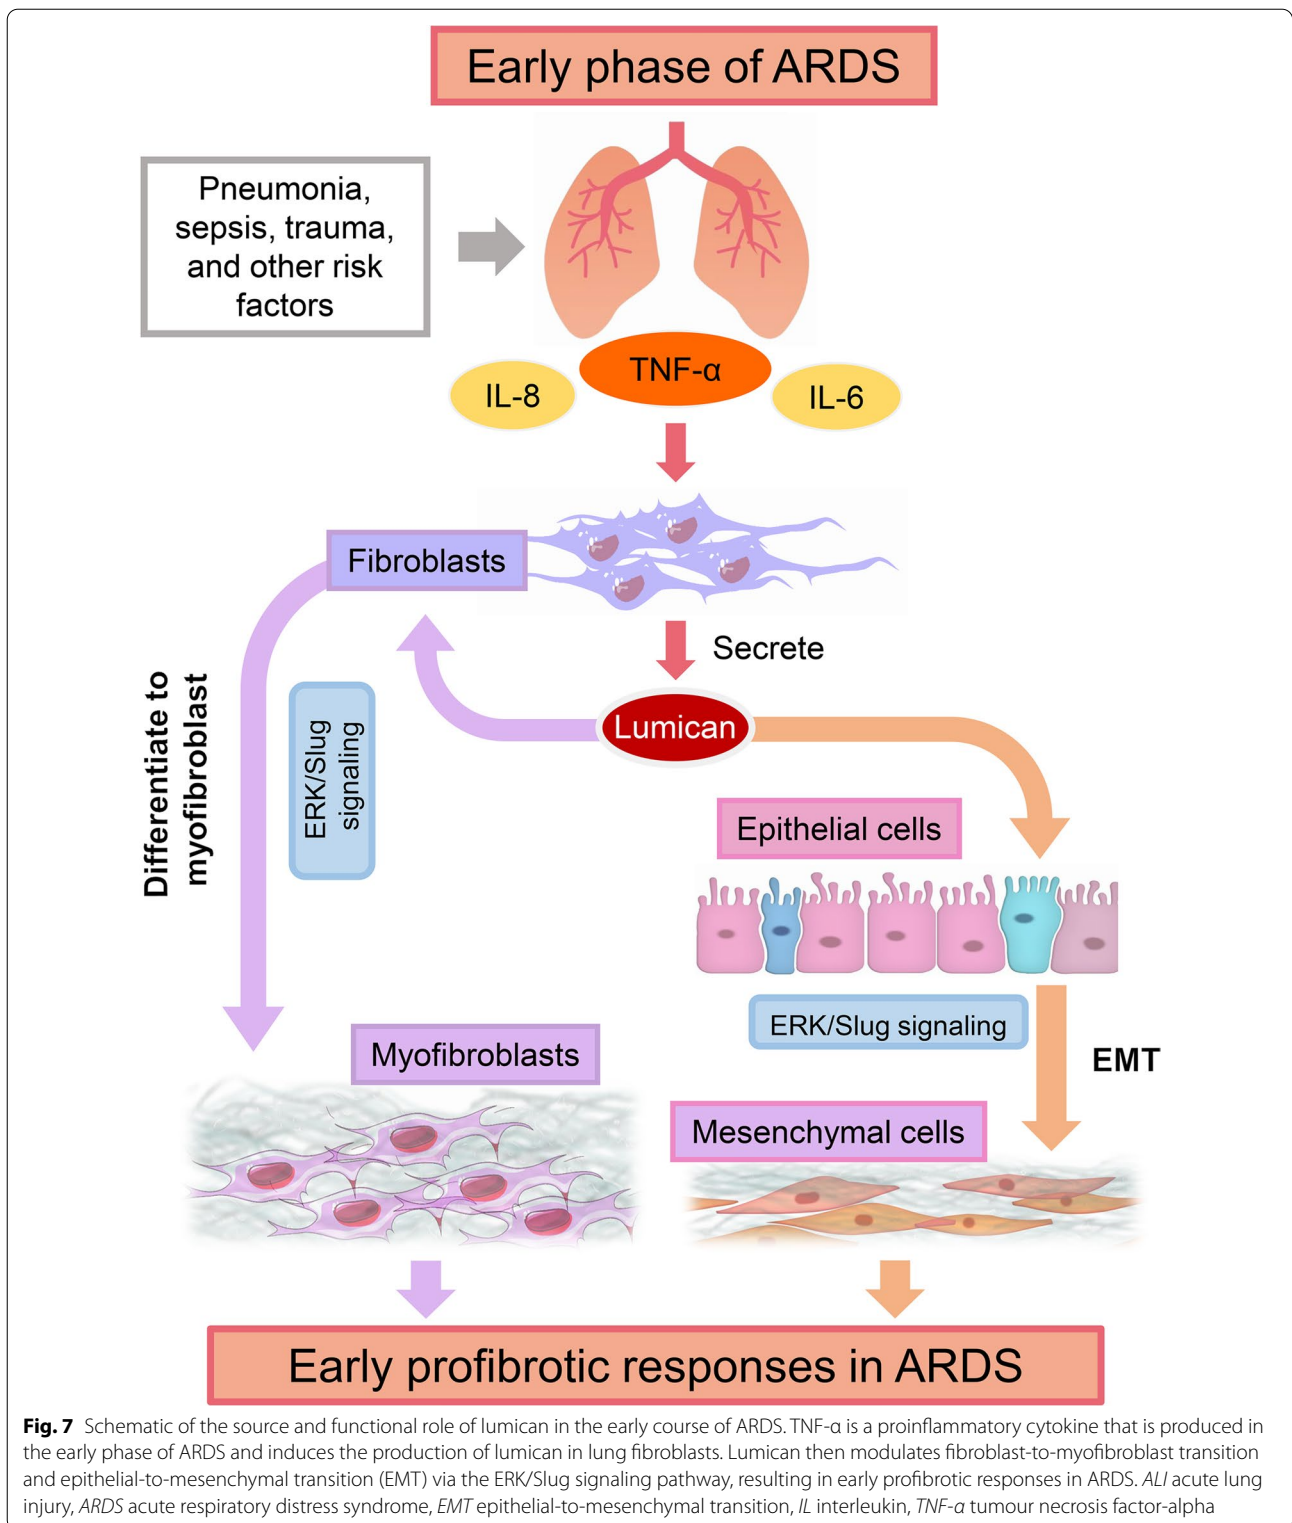 Early phase of ARDS
Pneumonia,
sepsis, trauma,
and other risk
factors
TNF-α
IL-8
IL-6
Fibroblasts
Secrete
Lumican
Differentiate to
myofibroblast
ERK/Slug
signaling
Epithelial cells
ERK/Slug signaling
EMT
Myofibroblasts
Mesenchymal cells
Early profibrotic responses in ARDS
Fig. 7 Schematic of the source and functional role of lumican in the early course of ARDS. TNF-α is a proinflammatory cytokine that is produced in
the early phase of ARDS and induces the production of lumican in lung fibroblasts. Lumican then modulates fibroblast-to-myofibroblast transition
and epithelial-to-mesenchymal transition (EMT) via the ERK/Slug signaling pathway, resulting in early profibrotic responses in ARDS. ALI acute lung
injury, ARDS acute respiratory distress syndrome, EMT epithelial-to-mesenchymal transition, IL interleukin, TNF-α tumour necrosis factor-alpha